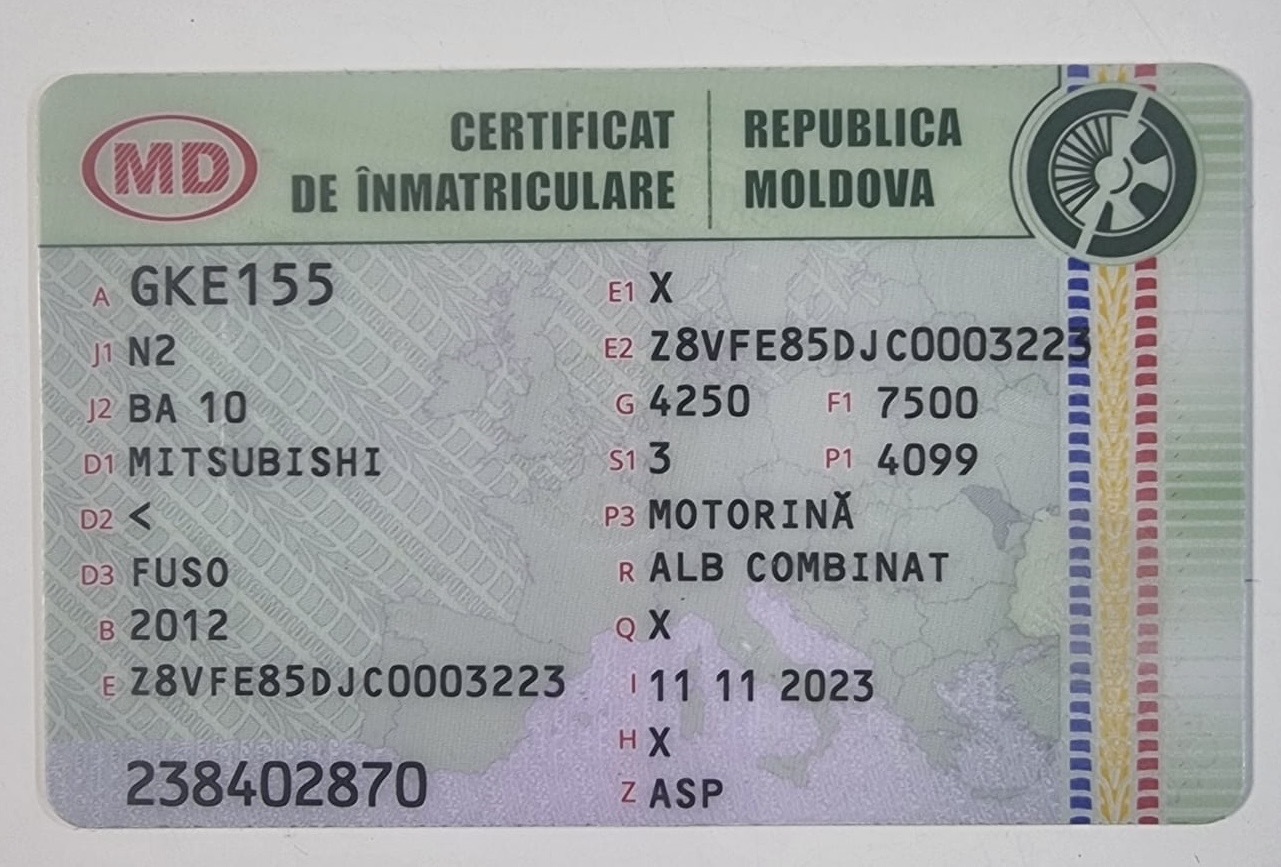 MD
CERTIFICAT DE ÎNMATRICULARE
REPUBLICA MOLDOVA
A GKE155
J1 N2
J2 BA 10
D1 MITSUBISHI
D2 <
D3 FUSO
B 2012
E Z8VFE85DJC0003223
238402870
E1 X
E2 Z8VFE85DJC0003223
G 4250 F1 7500
S1 3 P1 4099
P3 MOTORINĂ
R ALB COMBINAT
Q X
I 11 11 2023
H X
Z ASP